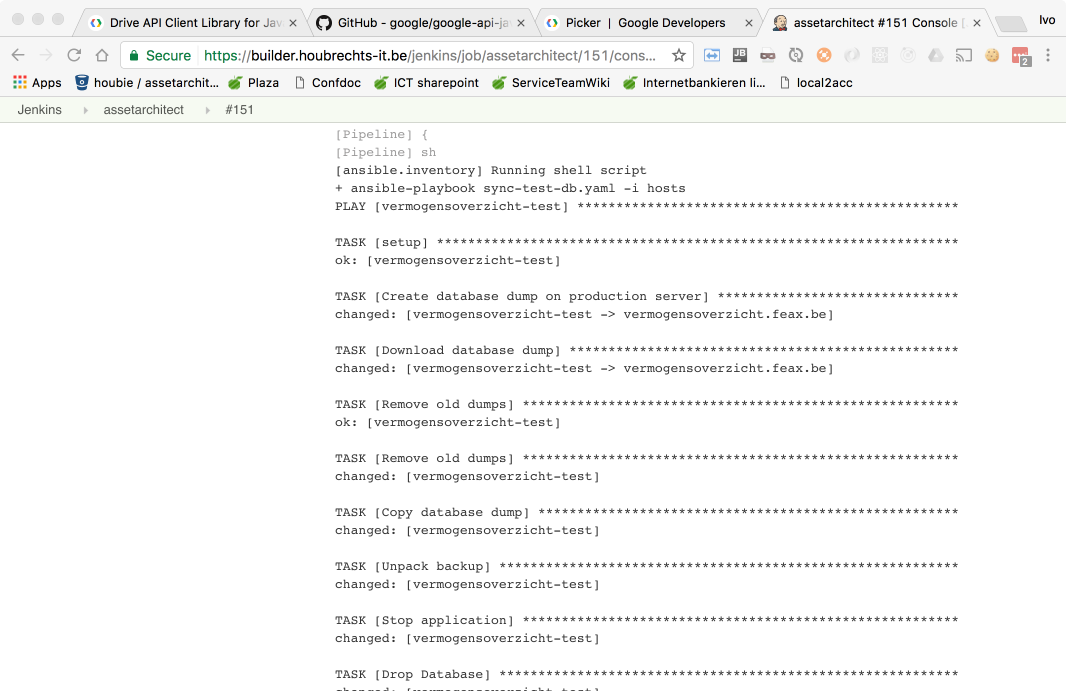 Drive API Client Library for Jav
GitHub - google/google-api-ja
Picker | Google Developers
assetarchitect #151 Console [
Ivo
Secure
https://builder.houbrechts-it.be/jenkins/job/assetarchitect/151/cons...
JB
2
Apps
houbie / assetarchit...
Plaza
Confdoc
ICT sharepoint
ServiceTeamWiki
Internetbankieren li...
local2acc
Jenkins
assetarchitect
#151
[Pipeline] {
[Pipeline] sh
[ansible.inventory] Running shell script
+ ansible-playbook sync-test-db.yaml -i hosts
PLAY [vermogensoverzicht-test] *************************************************
TASK [setup] *******************************************************************
ok: [vermogensoverzicht-test]
TASK [Create database dump on production server] *******************************
changed: [vermogensoverzicht-test -> vermogensoverzicht.feax.be]
TASK [Download database dump] **************************************************
changed: [vermogensoverzicht-test -> vermogensoverzicht.feax.be]
TASK [Remove old dumps] ********************************************************
ok: [vermogensoverzicht-test]
TASK [Remove old dumps] ********************************************************
changed: [vermogensoverzicht-test]
TASK [Copy database dump] ******************************************************
changed: [vermogensoverzicht-test]
TASK [Unpack backup] ***********************************************************
changed: [vermogensoverzicht-test]
TASK [Stop application] ********************************************************
changed: [vermogensoverzicht-test]
TASK [Drop Database] ***********************************************************